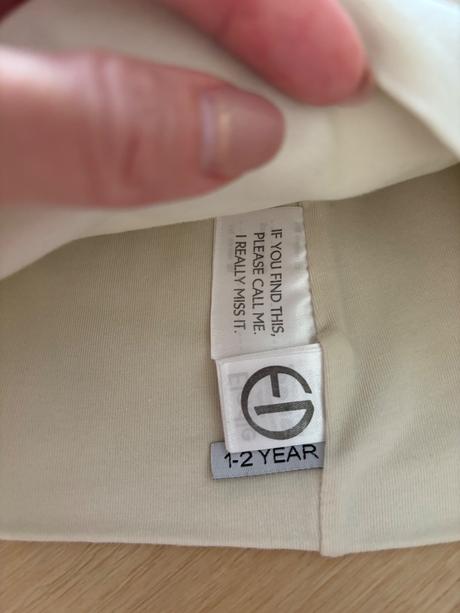 IF YOU FIND THIS,
PLEASE CALL ME.
I REALLY MISS IT.
1-2 YEAR